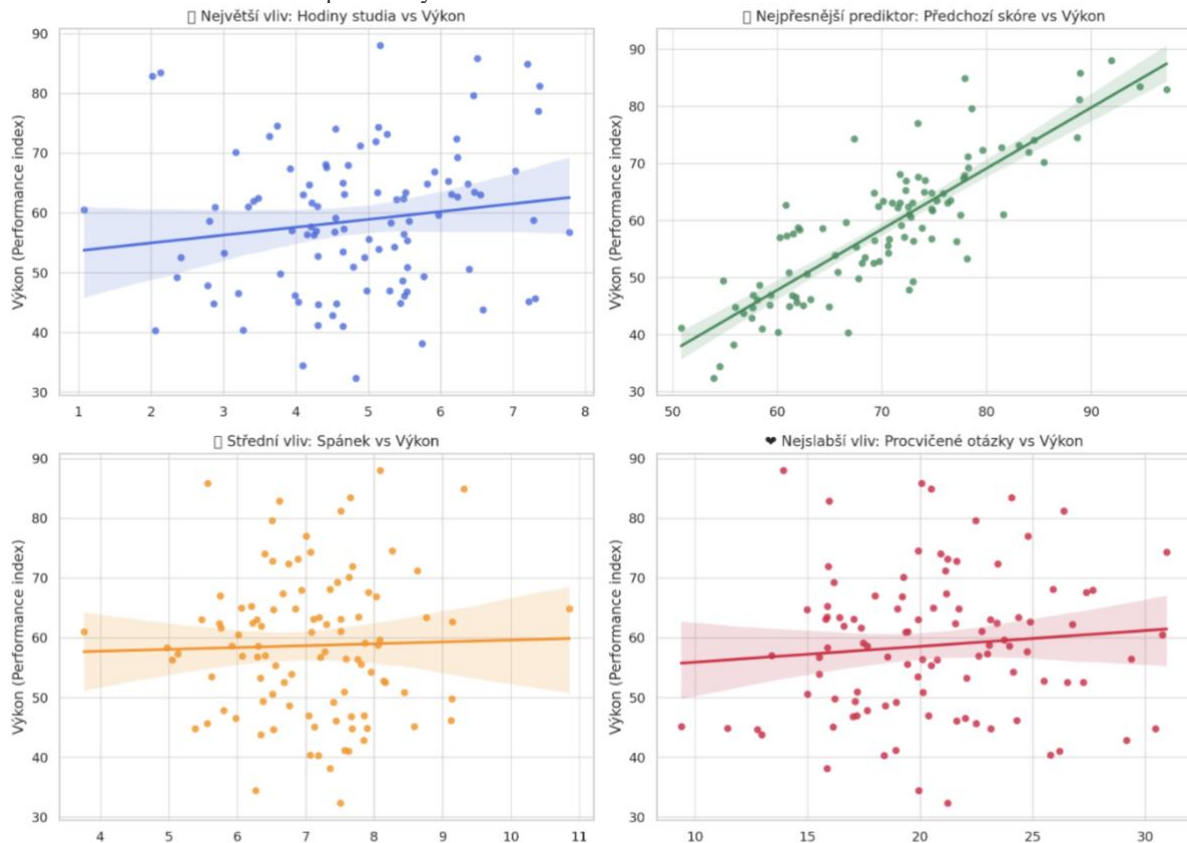 ▯ Největší vliv: Hodiny studia vs Výkon
Výkon (Performance index)
90
80
70
60
50
40
30
1 2 3 4 5 6 7 8
▯ Nejpřesnější prediktor: Předchozí skóre vs Výkon
Výkon (Performance index)
90
80
70
60
50
40
30
50 60 70 80 90
▯ Střední vliv: Spánek vs Výkon
Výkon (Performance index)
90
80
70
60
50
40
30
4 5 6 7 8 9 10 11
❤ Nejslabší vliv: Procvičené otázky vs Výkon
Výkon (Performance index)
90
80
70
60
50
40
30
10 15 20 25 30